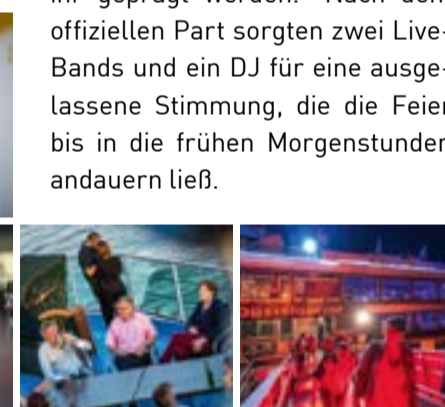 offiziellen Part sorgten zwei Live-
Bands und ein DJ für eine ausge-
lassene Stimmung, die die Feier
bis in die frühen Morgenstunden
andauern ließ.